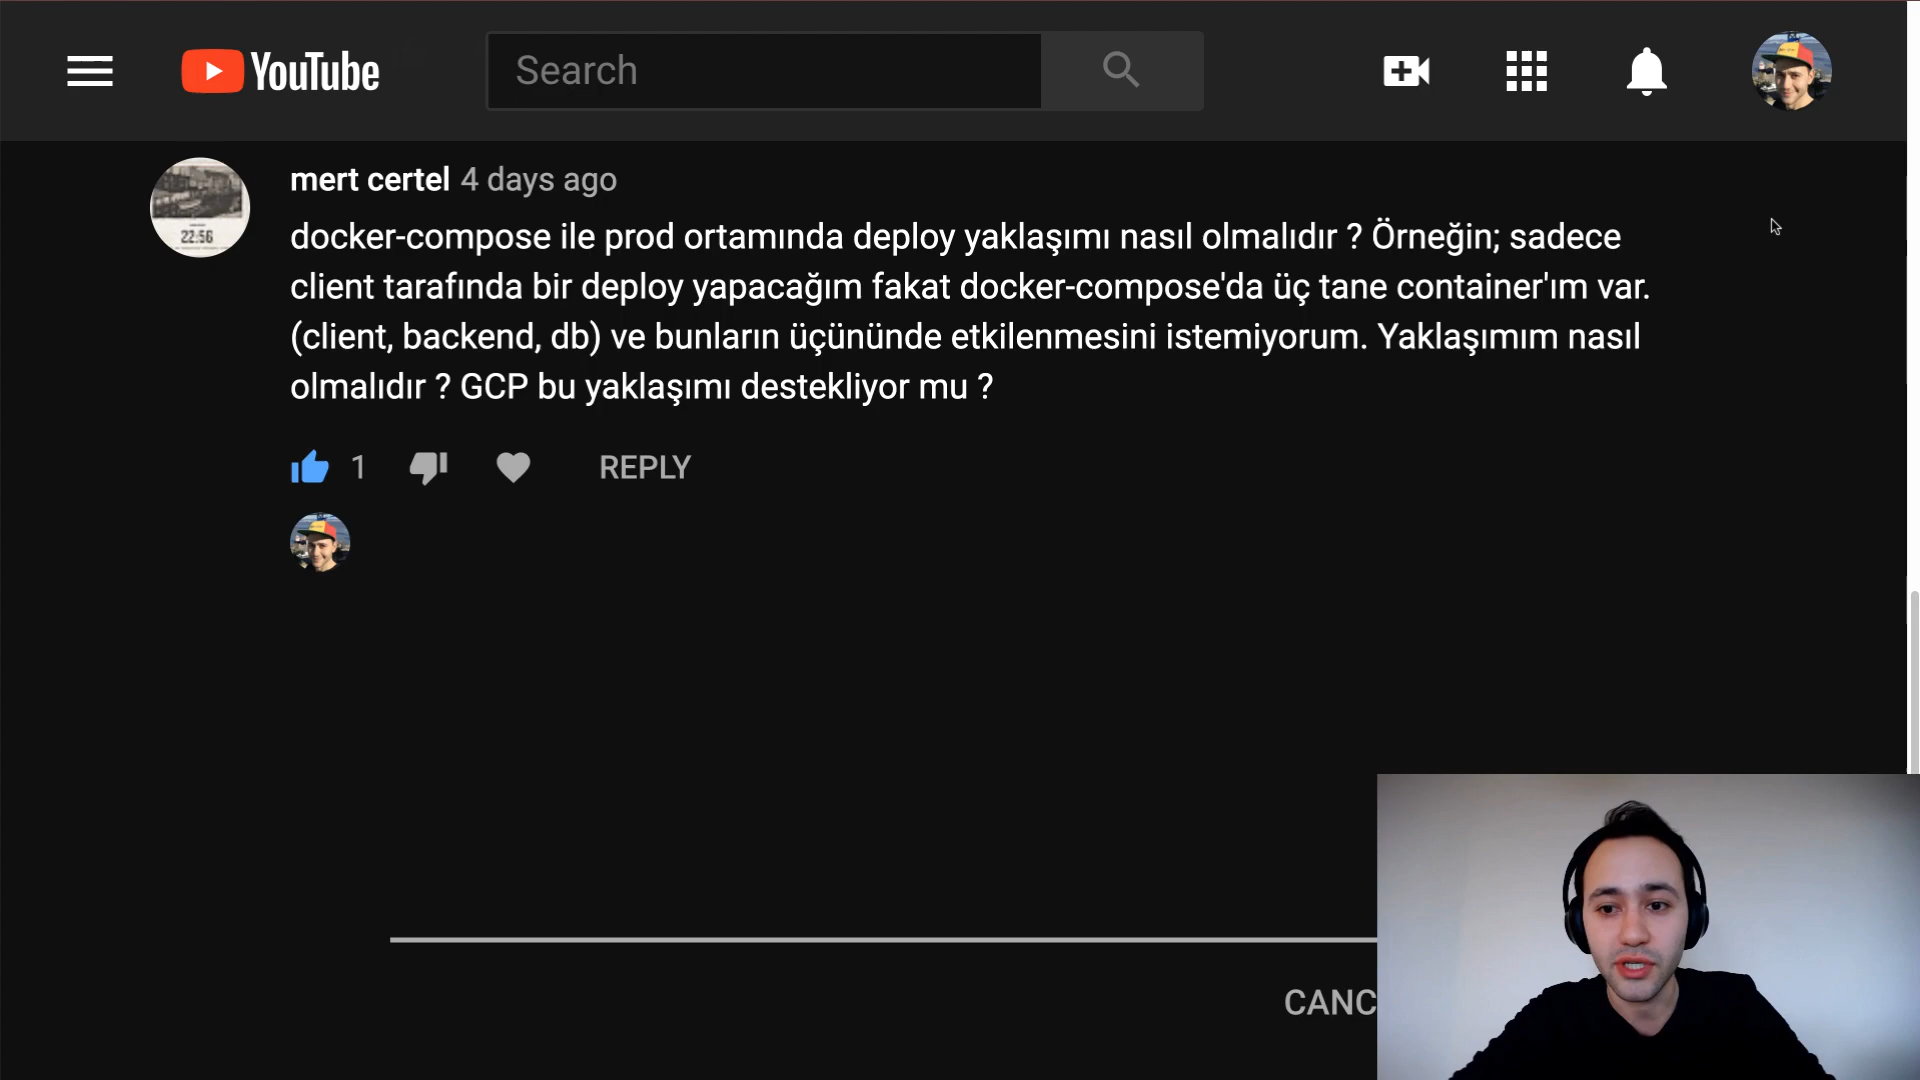 YouTube
Search
mert certel 4 days ago
22:56
docker-compose ile prod ortamında deploy yaklaşımı nasıl olmalıdır ? Örneğin; sadece
client tarafında bir deploy yapacağım fakat docker-compose'da üç tane container'ım var.
(client, backend, db) ve bunların üçününde etkilenmesini istemiyorum. Yaklaşımım nasıl
olmalıdır ? GCP bu yaklaşımı destekliyor mu ?
1 REPLY
CANC